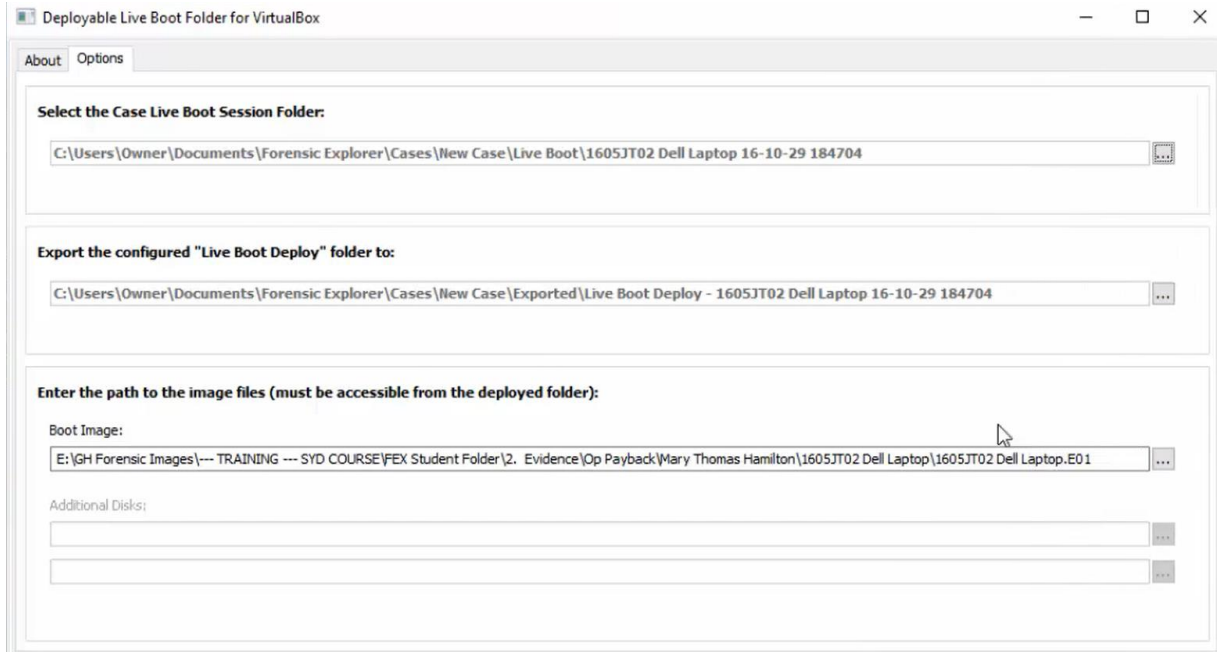 Deployable Live Boot Folder for VirtualBox
About Options
Select the Case Live Boot Session Folder:
C:\Users\Owner\Documents\Forensic Explorer\Cases\New Case\Live Boot\1605JT02 Dell Laptop 16-10-29 184704
...
Export the configured "Live Boot Deploy" folder to:
C:\Users\Owner\Documents\Forensic Explorer\Cases\New Case\Exported\Live Boot Deploy - 1605JT02 Dell Laptop 16-10-29 184704
...
Enter the path to the image files (must be accessible from the deployed folder):
Boot Image:
E:\GH Forensic Images\--- TRAINING --- SYD COURSE\FEX Student Folder\2.  Evidence\Op Payback\Mary Thomas Hamilton\1605JT02 Dell Laptop\1605JT02 Dell Laptop.E01
...
Additional Disks:
...
...